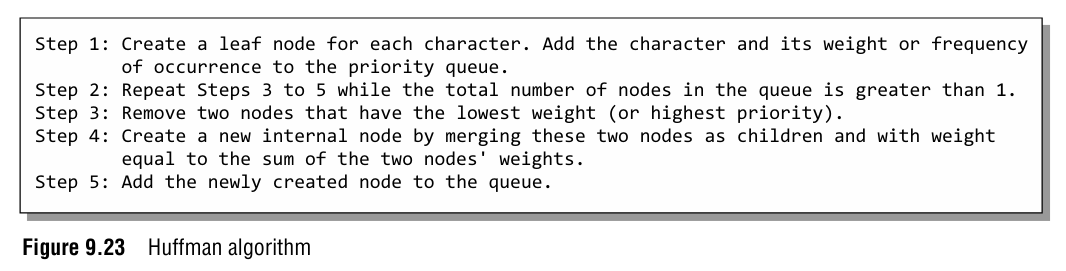 Step 1: Create a leaf node for each character. Add the character and its weight or frequency
of occurrence to the priority queue.
Step 2: Repeat Steps 3 to 5 while the total number of nodes in the queue is greater than 1.
Step 3: Remove two nodes that have the lowest weight (or highest priority).
Step 4: Create a new internal node by merging these two nodes as children and with weight
equal to the sum of the two nodes' weights.
Step 5: Add the newly created node to the queue.
Figure 9.23 Huffman algorithm